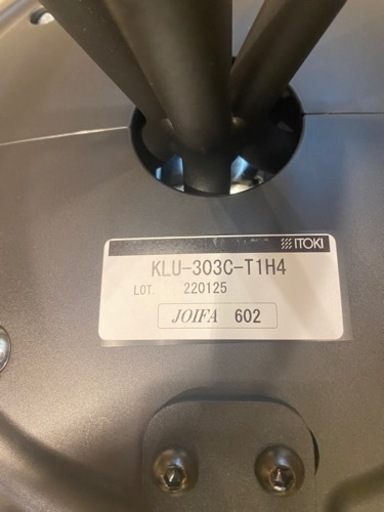 ITOKI
KLU-303C-T1H4
LOT. 220125
JOIFA 602